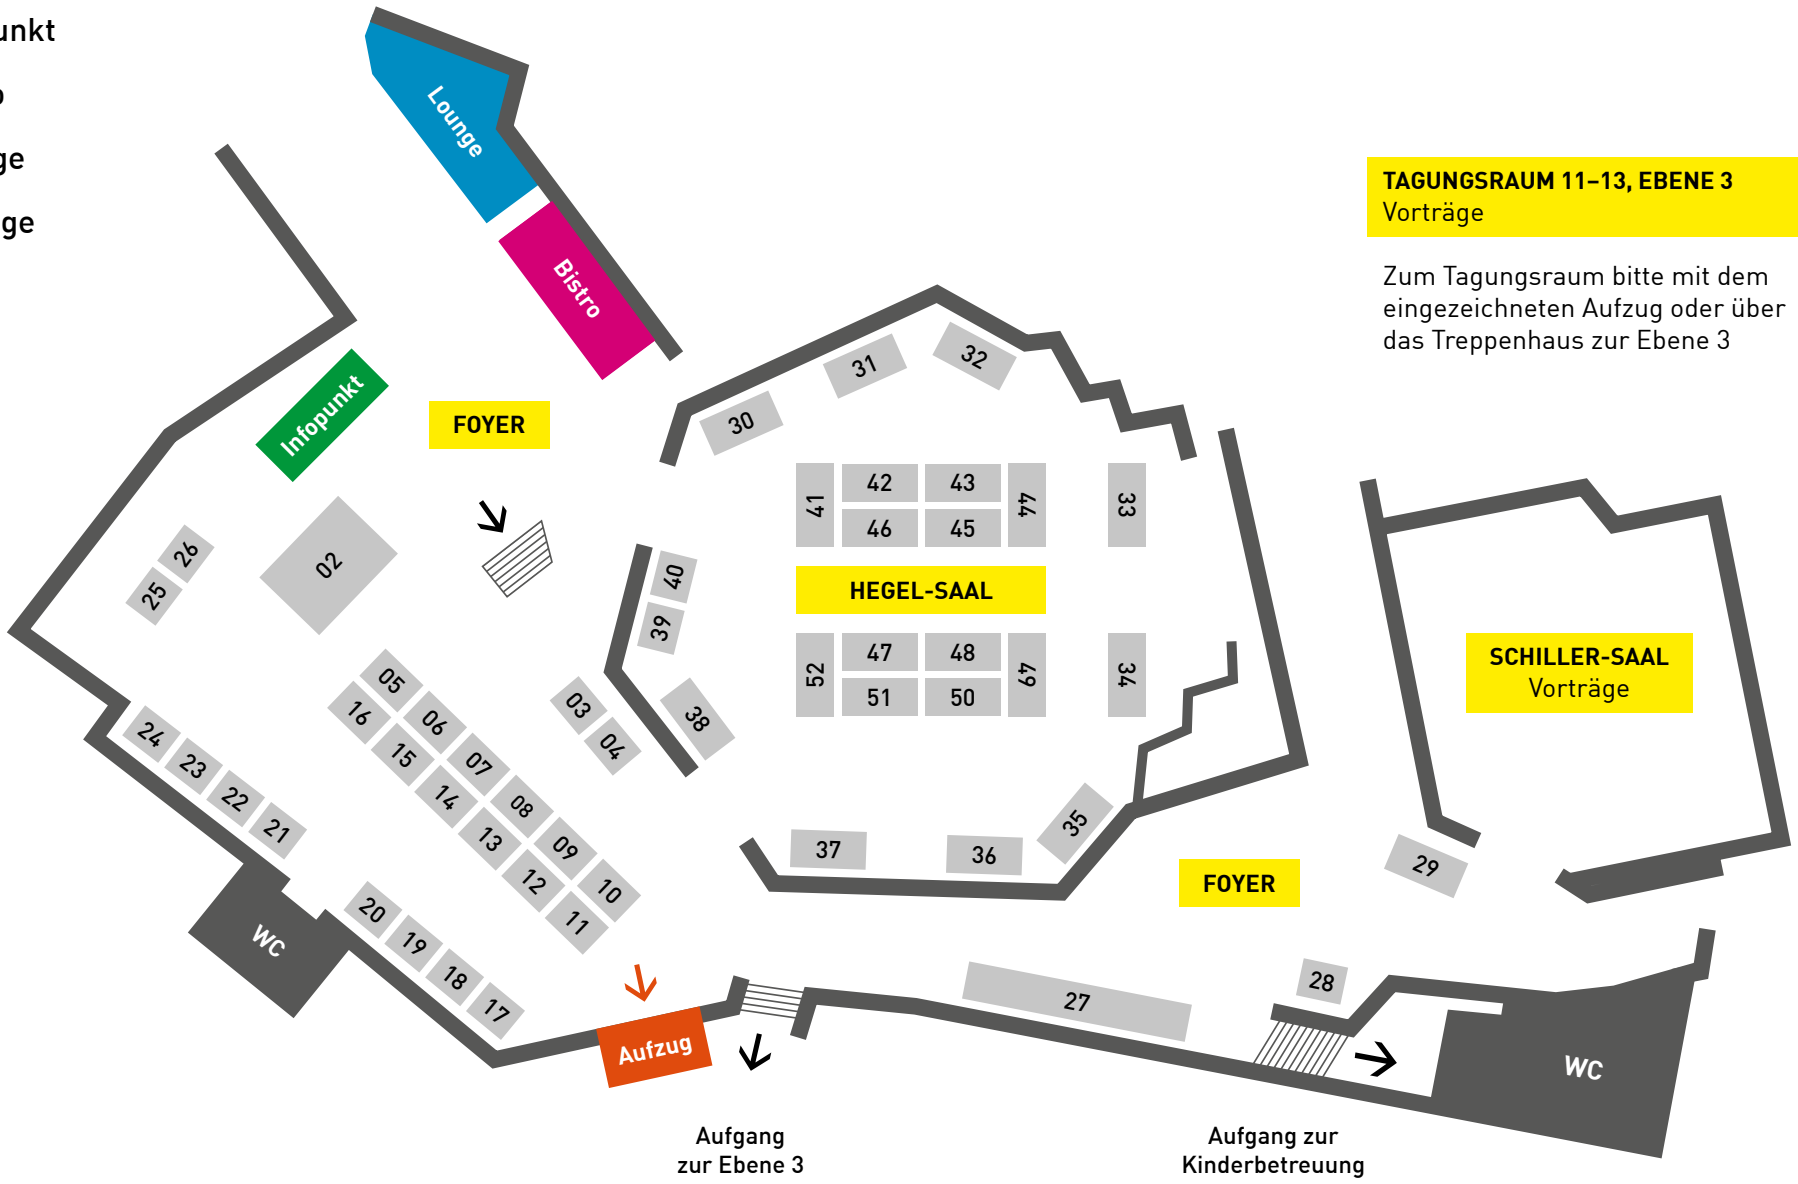 unkt
o
ge
ge
Lounge
Bistro
Infopunkt
FOYER
TAGUNGSRAUM 11–13, EBENE 3
Vorträge
Zum Tagungsraum bitte mit dem
eingezeichneten Aufzug oder über
das Treppenhaus zur Ebene 3
30
31
32
41
42
43
44
33
46
45
HEGEL-SAAL
52
47
48
49
34
51
50
40
39
38
37
36
35
SCHILLER-SAAL
Vorträge
26
25
02
03
04
05
06
07
08
09
10
16
15
14
13
12
11
24
23
22
21
20
19
18
17
WC
Aufzug
FOYER
29
28
27
WC
Aufgang
zur Ebene 3
Aufgang zur
Kinderbetreuung